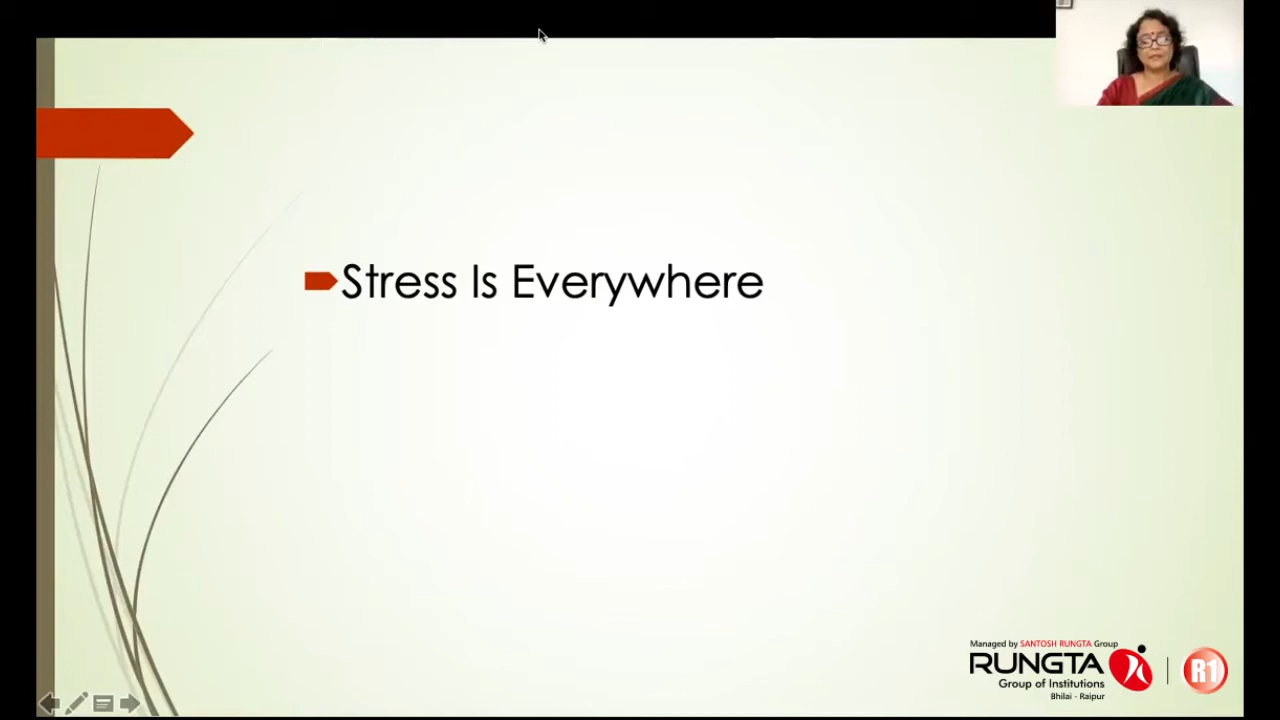 Stress Is Everywhere
Managed by SANTOSH RUNGTA Group
RUNGTA
Group of Institutions
Bhilai - Raipur
R1